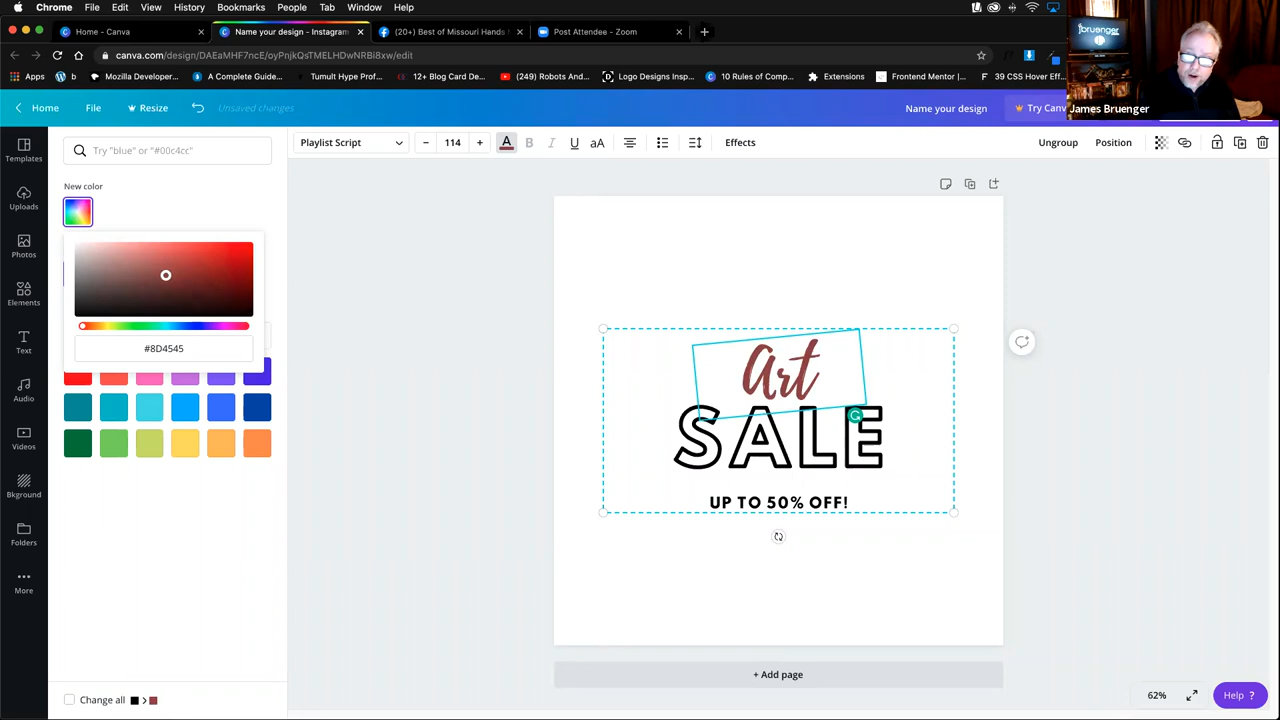 Chrome File Edit View History Bookmarks People Tab Window Help
Home - Canva
Name your design - Instagram
(20+) Best of Missouri Hands
Post Attendee - Zoom
canva.com/design/DAEaMHF7ncE/oyPnjkQsTMELHDwNRBi8xw/edit
Apps
b
Mozilla Developer...
A Complete Guide...
Tumult Hype Forum...
12+ Blog Card De...
(249) Robots And...
Logo Designs Insp...
10 Rules of Comp...
Extensions
Frontend Mentor |...
39 CSS Hover Eff...
bruenger
James Bruenger
Home
File
Resize
Unsaved changes
Name your design
Try Canv
Templates
Uploads
Photos
Elements
Text
Audio
Videos
Bkground
Folders
More
Try "blue" or "#00c4cc"
New color
#8D4545
Change all
Playlist Script
114
A
B
I
U
aA
Effects
Ungroup
Position
Art
SALE
UP TO 50% OFF!
+ Add page
62%
Help ?